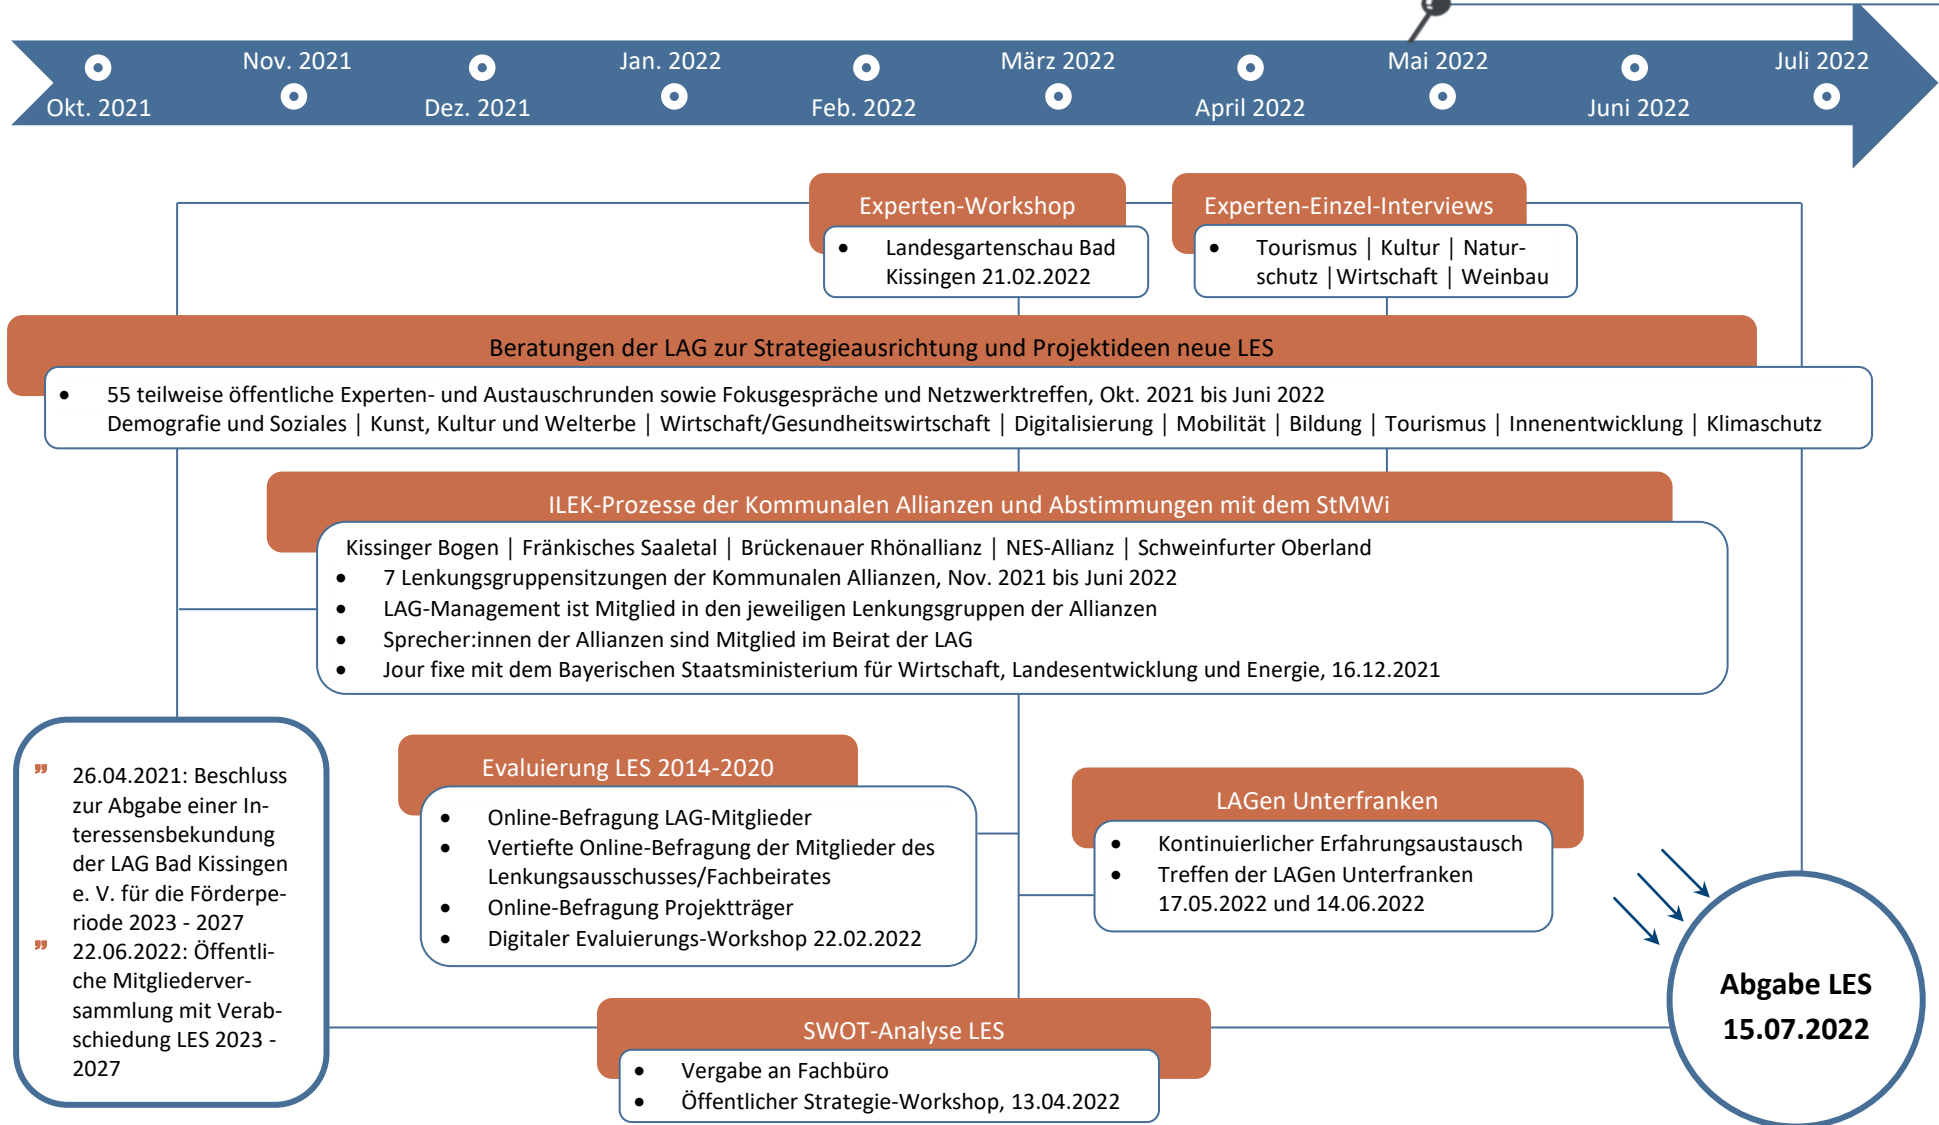 Okt. 2021
Nov. 2021
Dez. 2021
Jan. 2022
Feb. 2022
März 2022
April 2022
Mai 2022
Juni 2022
Juli 2022
Experten-Workshop
• Landesgartenschau Bad
Kissingen 21.02.2022
Experten-Einzel-Interviews
• Tourismus | Kultur | Natur-
schutz |Wirtschaft | Weinbau
Beratungen der LAG zur Strategieausrichtung und Projektideen neue LES
• 55 teilweise öffentliche Experten- und Austauschrunden sowie Fokusgespräche und Netzwerktreffen, Okt. 2021 bis Juni 2022
Demografie und Soziales | Kunst, Kultur und Welterbe | Wirtschaft/Gesundheitswirtschaft | Digitalisierung | Mobilität | Bildung | Tourismus | Innenentwicklung | Klimaschutz
ILEK-Prozesse der Kommunalen Allianzen und Abstimmungen mit dem StMWi
Kissinger Bogen | Fränkisches Saaletal | Brückenauer Rhönallianz | NES-Allianz | Schweinfurter Oberland
• 7 Lenkungsgruppensitzungen der Kommunalen Allianzen, Nov. 2021 bis Juni 2022
• LAG-Management ist Mitglied in den jeweiligen Lenkungsgruppen der Allianzen
• Sprecher:innen der Allianzen sind Mitglied im Beirat der LAG
• Jour fixe mit dem Bayerischen Staatsministerium für Wirtschaft, Landesentwicklung und Energie, 16.12.2021
26.04.2021: Beschluss
zur Abgabe einer In-
teressensbekundung
der LAG Bad Kissingen
e. V. für die Förderpe-
riode 2023 - 2027
22.06.2022: Öffentli-
che Mitgliederver-
sammlung mit Verab-
schiedung LES 2023 -
2027
Evaluierung LES 2014-2020
• Online-Befragung LAG-Mitglieder
• Vertiefte Online-Befragung der Mitglieder des
Lenkungsausschusses/Fachbeirates
• Online-Befragung Projektträger
• Digitaler Evaluierungs-Workshop 22.02.2022
LAGen Unterfranken
• Kontinuierlicher Erfahrungsaustausch
• Treffen der LAGen Unterfranken
17.05.2022 und 14.06.2022
SWOT-Analyse LES
• Vergabe an Fachbüro
• Öffentlicher Strategie-Workshop, 13.04.2022
Abgabe LES
15.07.2022